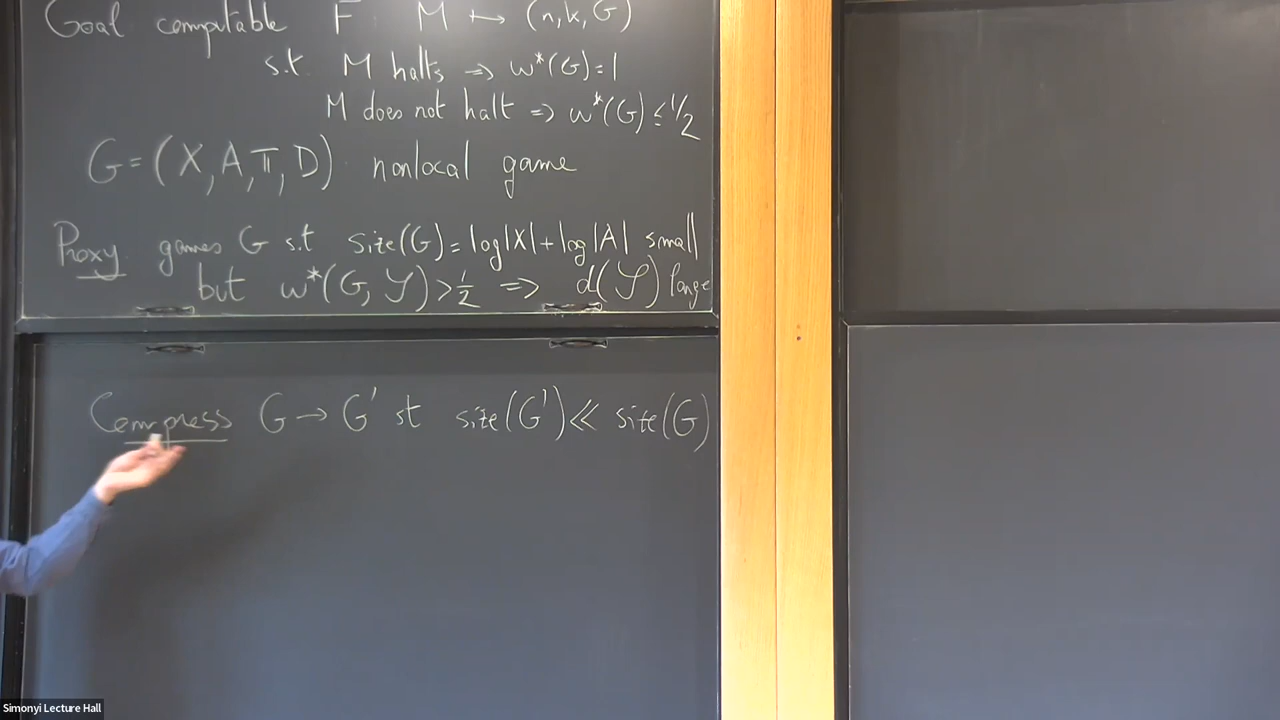 Goal computable F : M ↦ (n,k,G)
s.t M halts ⇒ w*(G)=1
M does not halt ⇒ w*(G) ≤ 1/2
G = (X, A, π, D) nonlocal game
Proxy games G s.t size(G) = log|X| + log|A| small
but w*(G, 𝒮) > 1/2 ⇒ d(𝒮) large
Compress G → G' st size(G') ≪ size(G)
Simonyi Lecture Hall